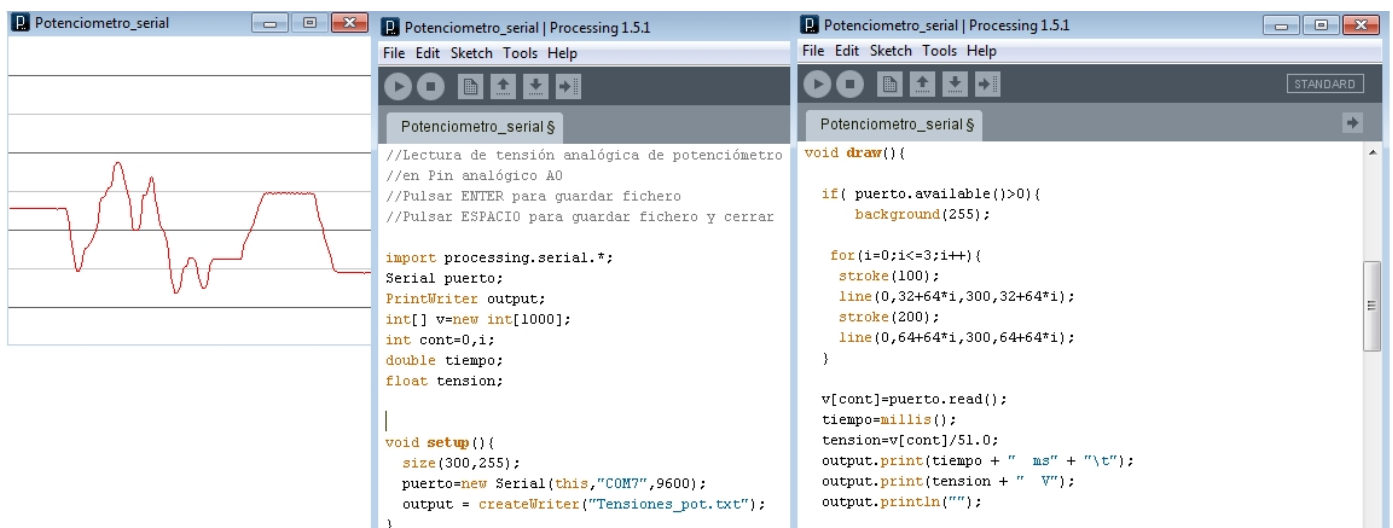 Potenciometro_serial
Potenciometro_serial | Processing 1.5.1
File Edit Sketch Tools Help
Potenciometro_serial §
//Lectura de tensión analógica de potenciómetro
//en Pin analógico A0
//Pulsar ENTER para guardar fichero
//Pulsar ESPACIO para guardar fichero y cerrar
import processing.serial.*;
Serial puerto;
PrintWriter output;
int[] v=new int[1000];
int cont=0,i;
double tiempo;
float tension;
void setup(){
size(300,255);
puerto=new Serial(this,"COM7",9600);
output = createWriter("Tensiones_pot.txt");
}
Potenciometro_serial | Processing 1.5.1
File Edit Sketch Tools Help
STANDARD
Potenciometro_serial §
void draw(){
if( puerto.available()>0){
background(255);
for(i=0;i<=3;i++){
stroke(100);
line(0,32+64*i,300,32+64*i);
stroke(200);
line(0,64+64*i,300,64+64*i);
}
v[cont]=puerto.read();
tiempo=millis();
tension=v[cont]/51.0;
output.print(tiempo + "  ms" + "\t");
output.print(tension + "  V");
output.println("");